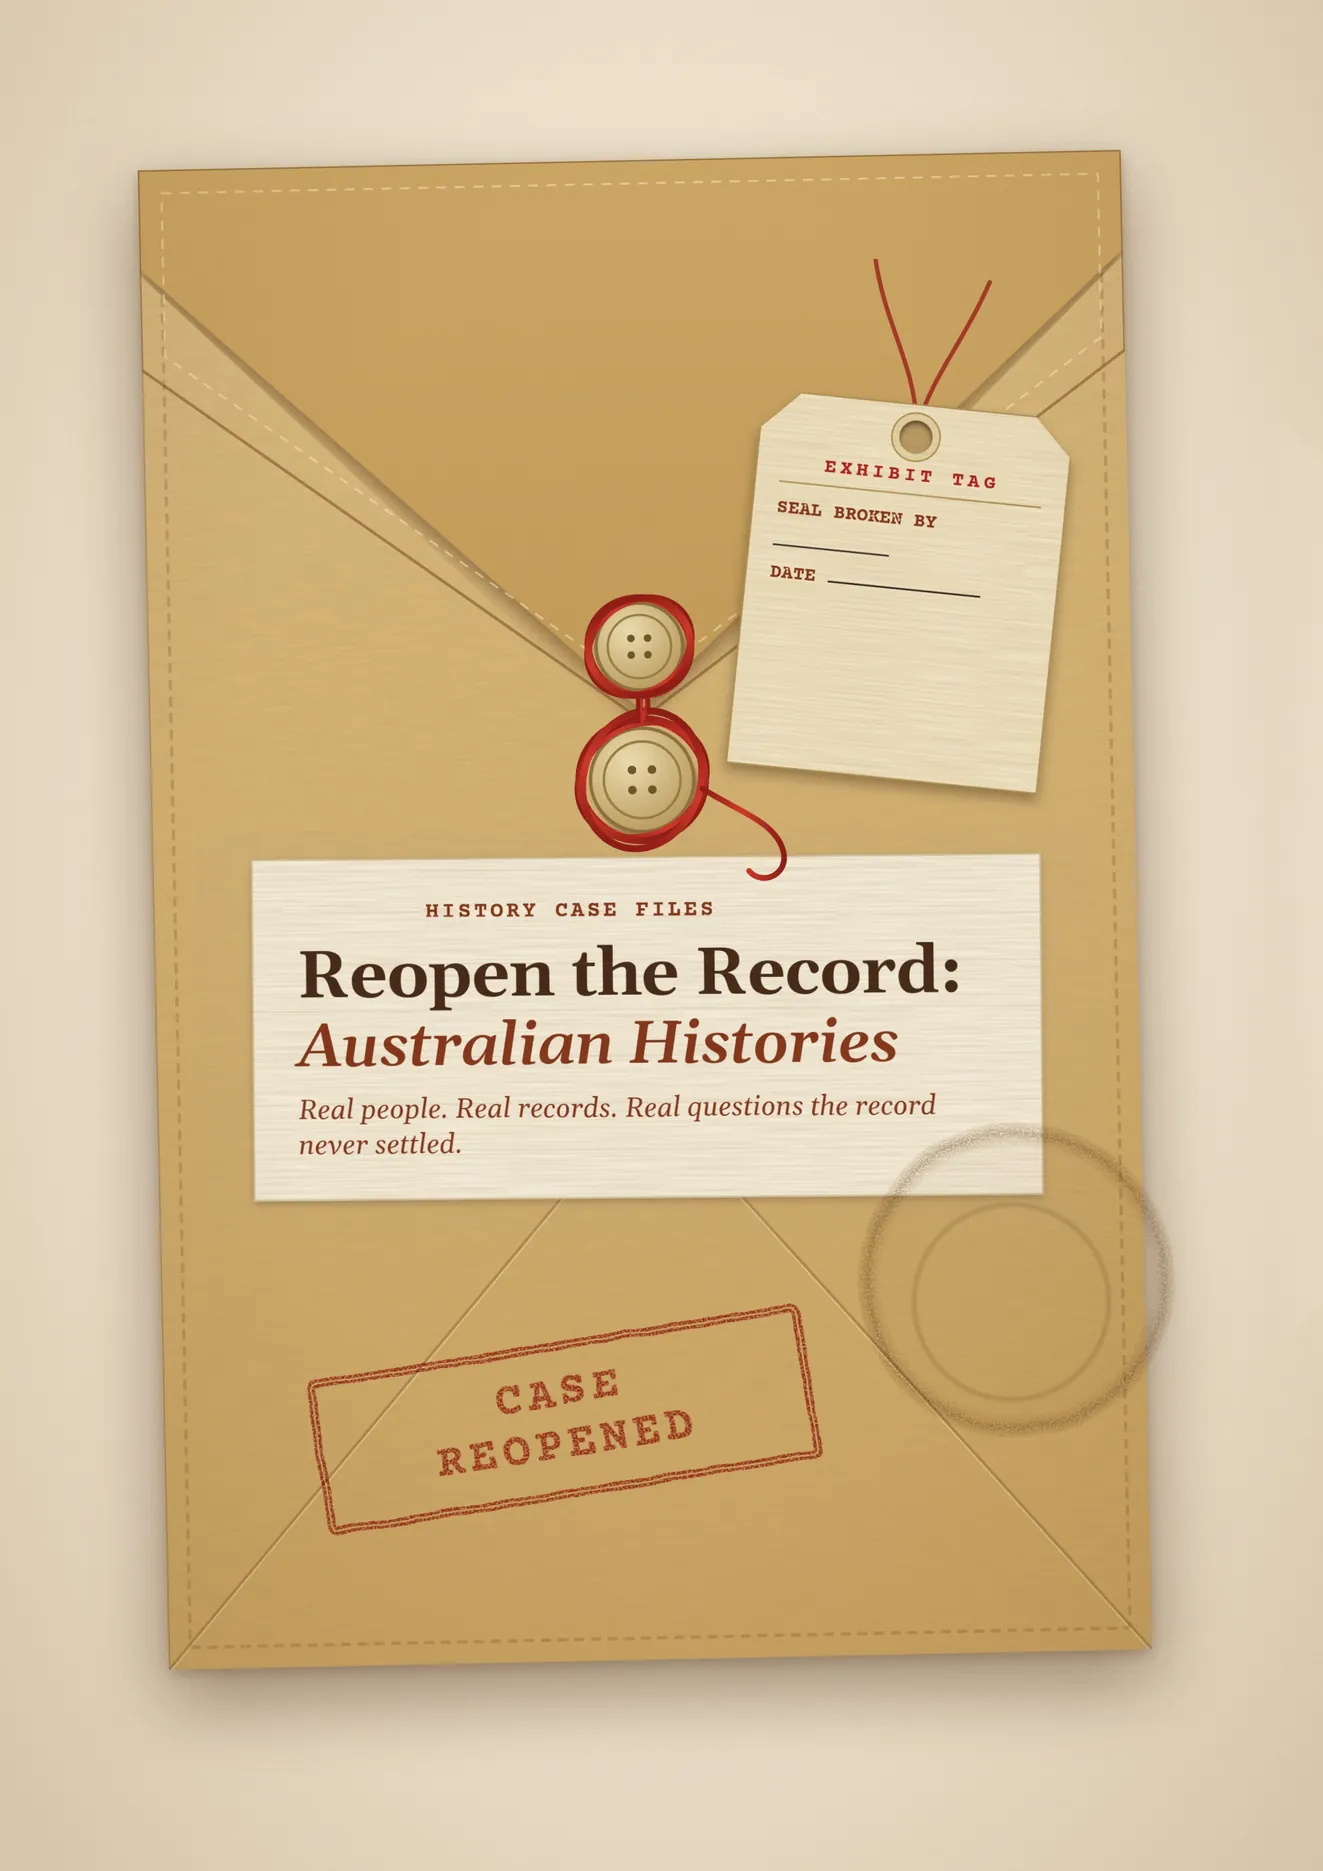 EXHIBIT TAG
SEAL BROKEN BY
DATE
HISTORY CASE FILES
Reopen the Record:
Australian Histories
Real people. Real records. Real questions the record
never settled.
CASE
REOPENED